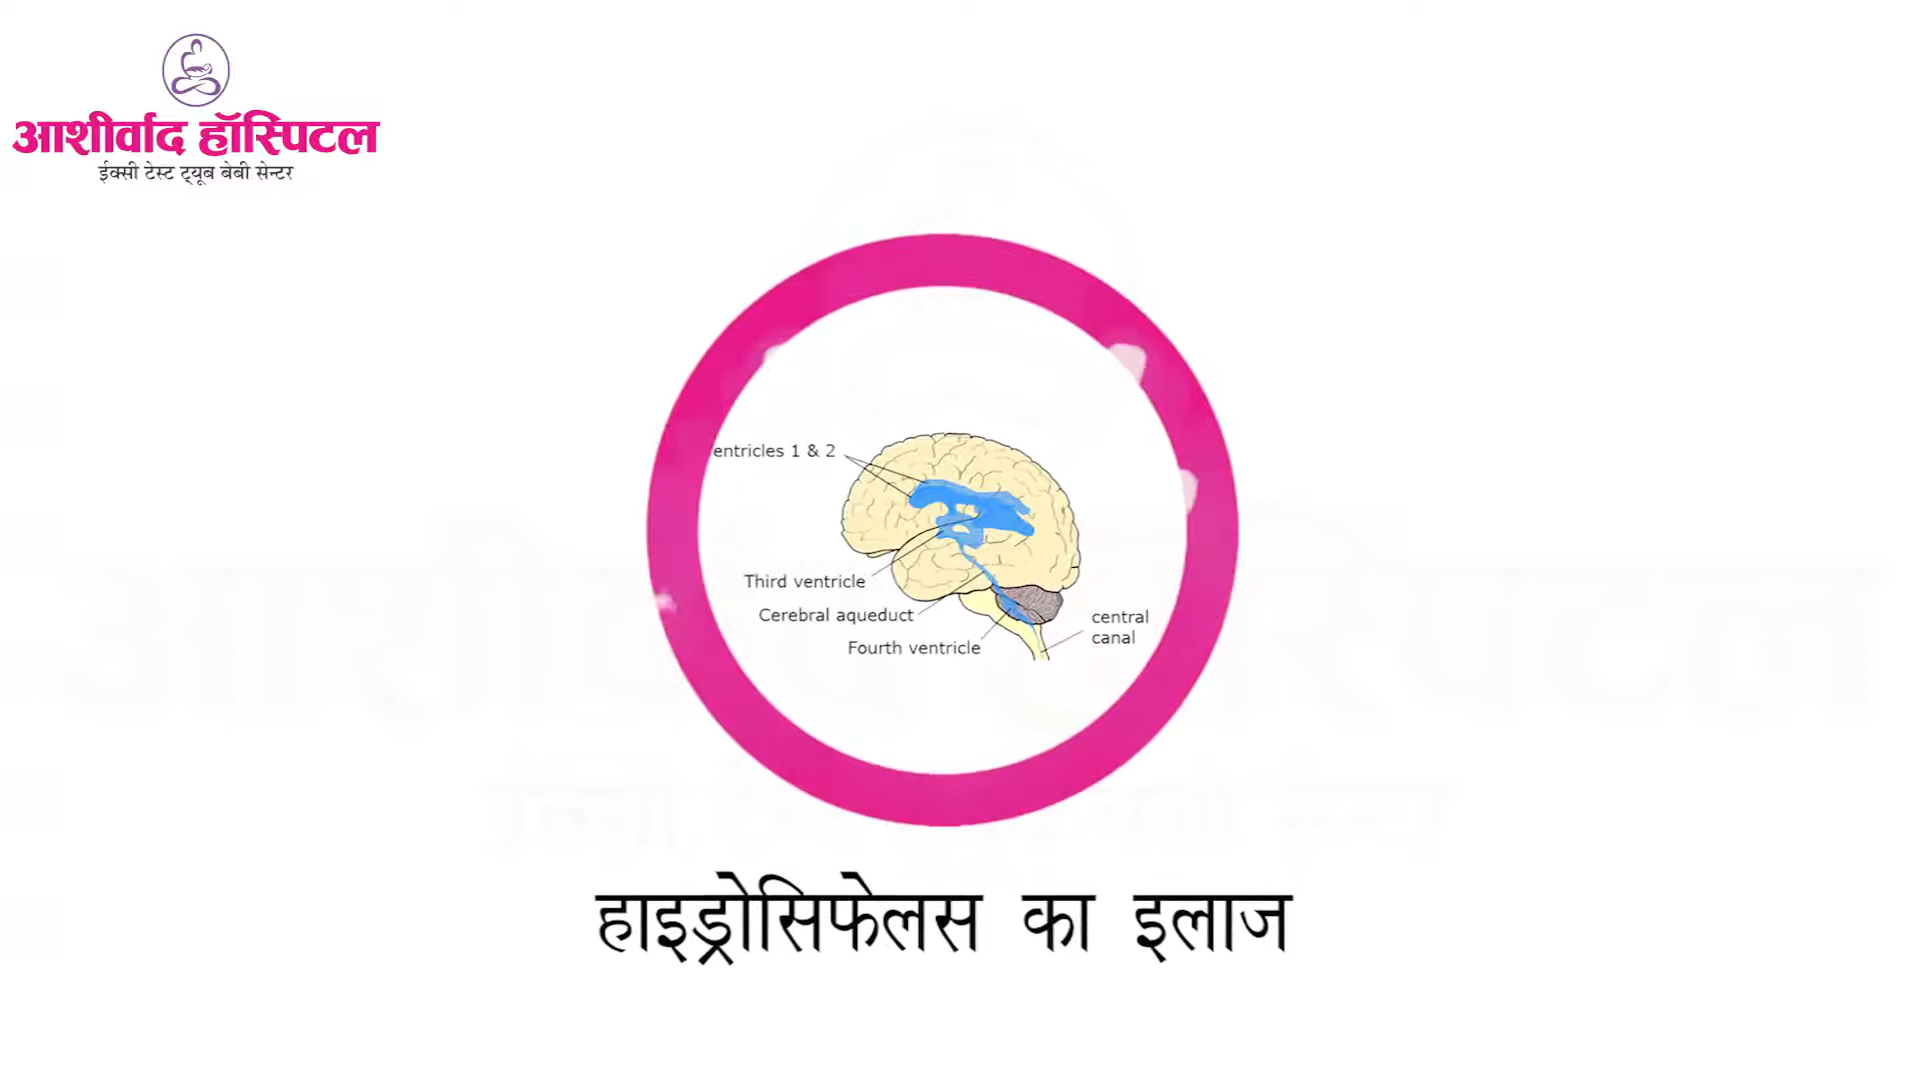 आशीर्वाद हॉस्पिटल
ईक्सी टेस्ट ट्यूब बेबी सेन्टर
entricles 1 & 2
Third ventricle
Cerebral aqueduct
Fourth ventricle
central
canal
हाइड्रोसिफेलस का इलाज